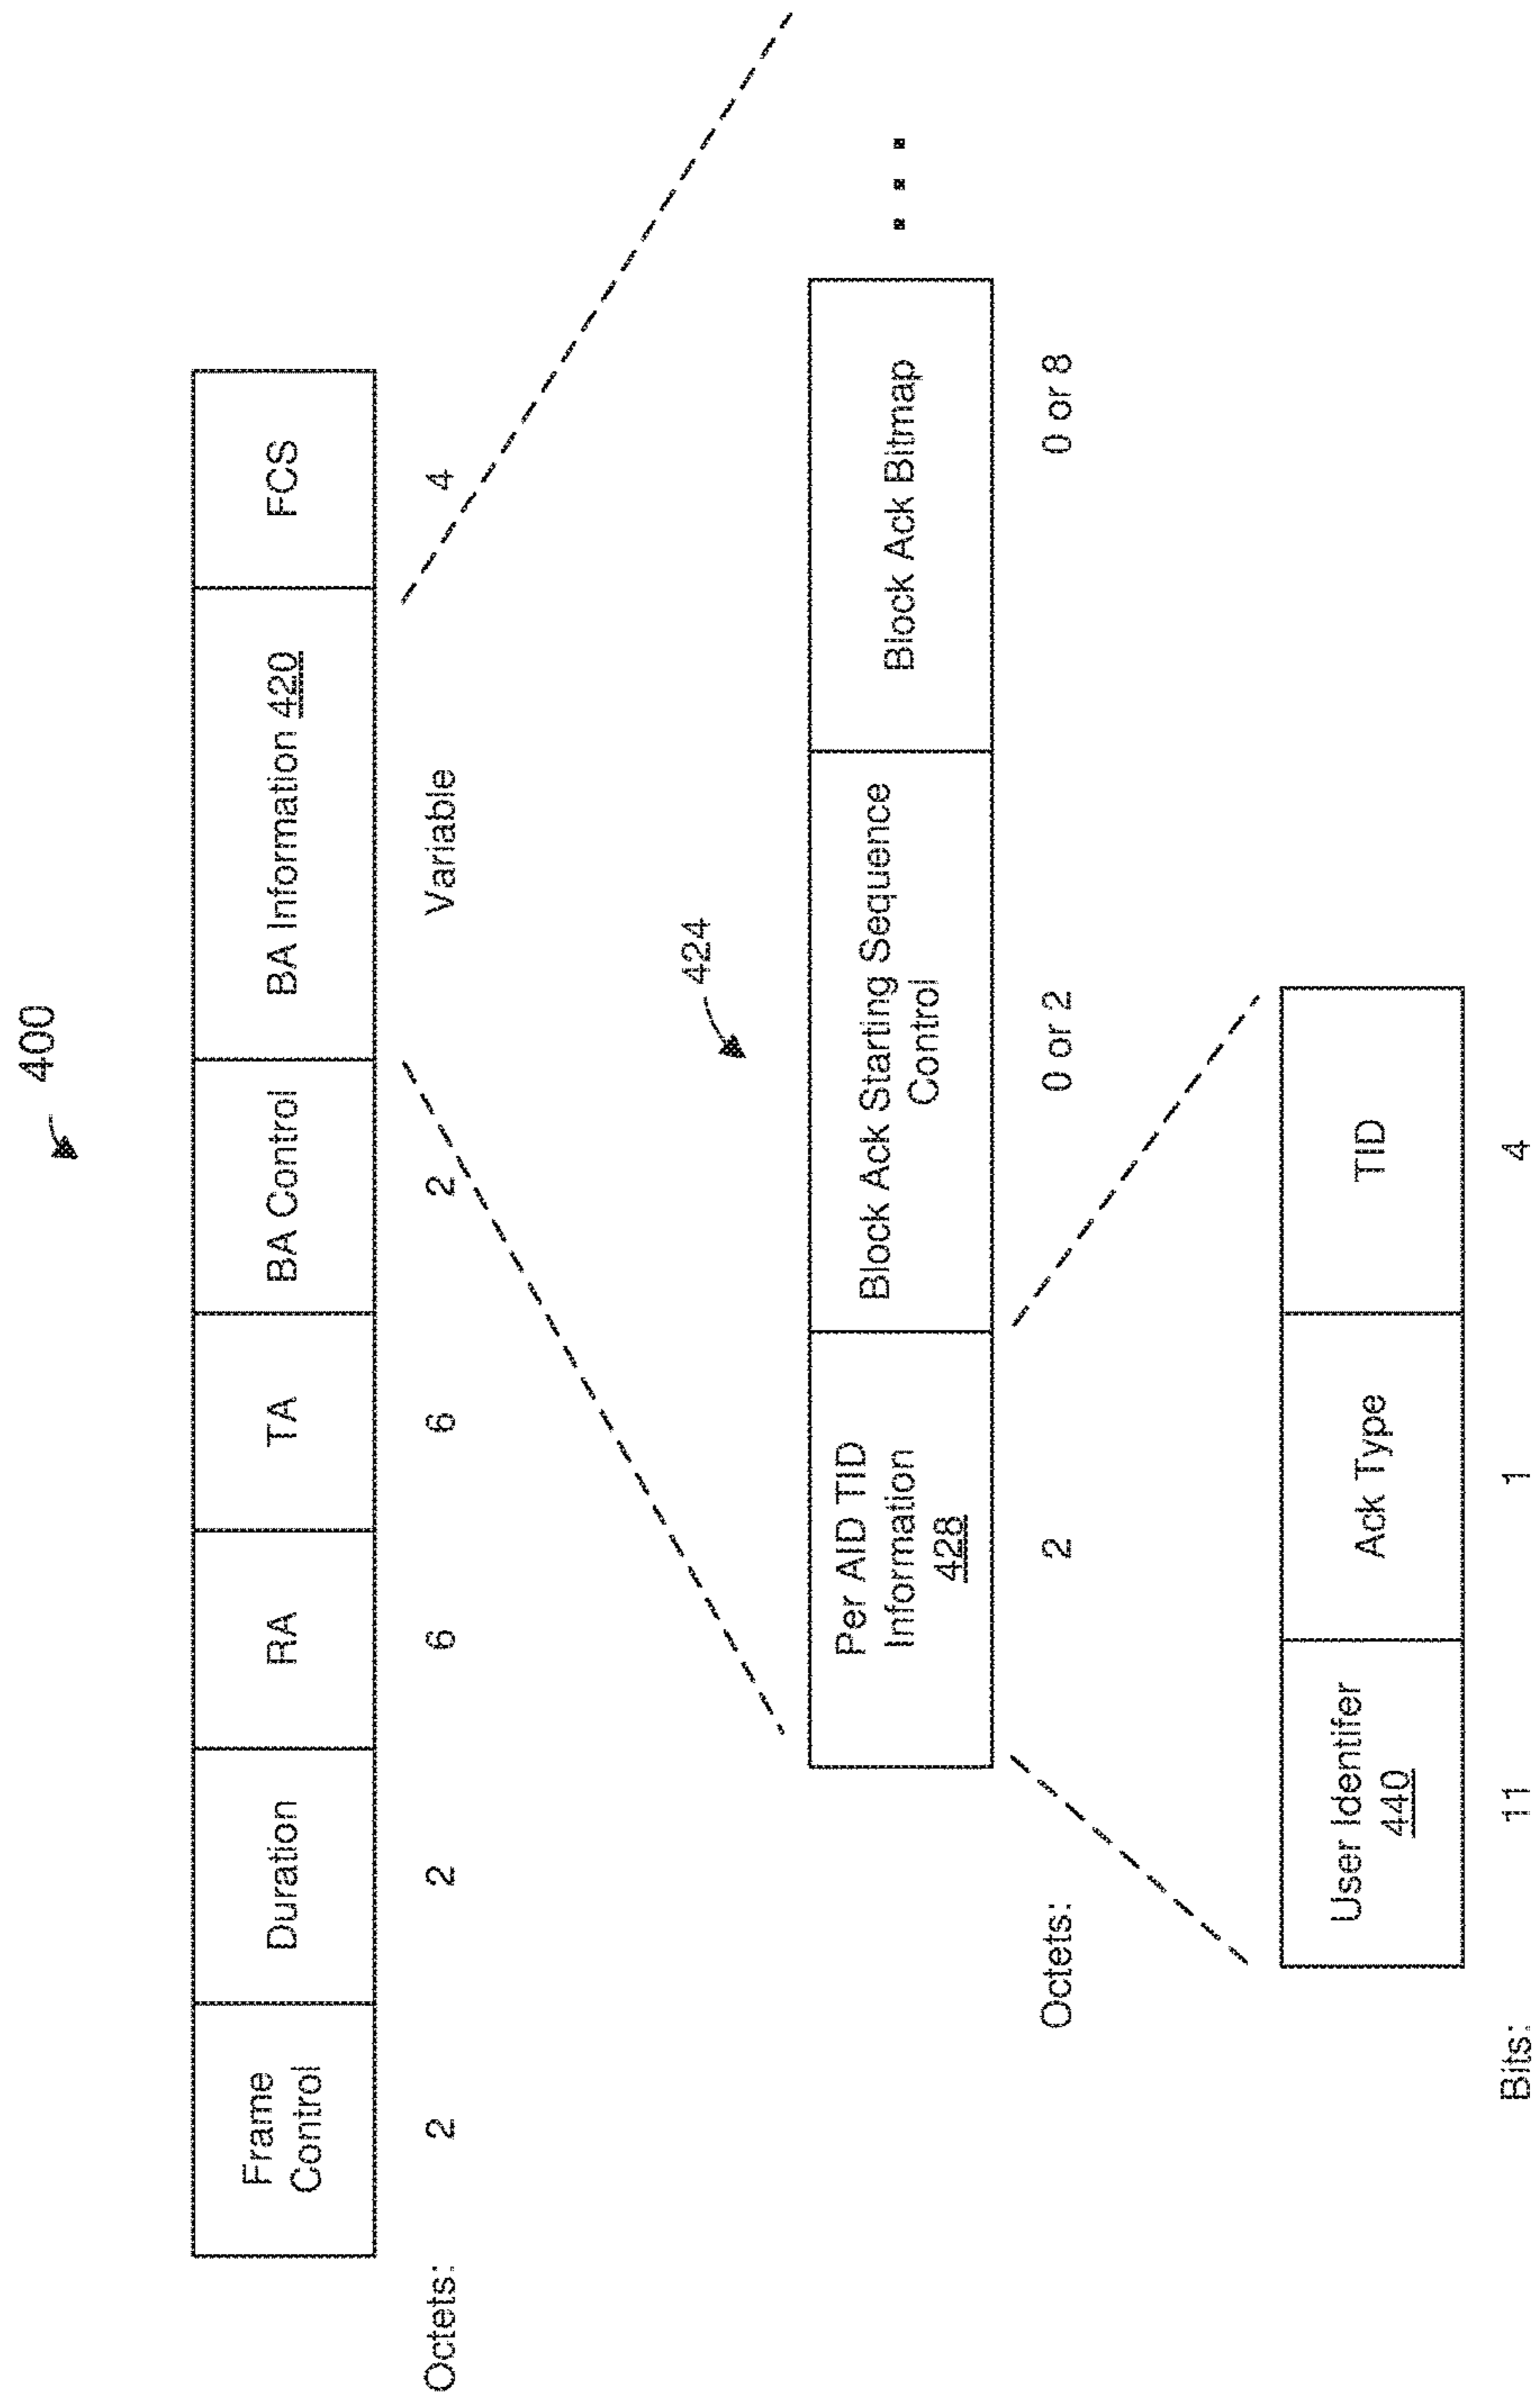 400
Frame
Control
Duration
RA
TA
BA Control
BA Information 420
FCS
Octets:
2
2
6
6
2
Variable
4
424
Per AID TID
Information
428
Block Ack Starting Sequence
Control
Block Ack Bitmap
Octets:
2
0 or 2
0 or 8
User Identifer
440
Ack Type
TID
Bits:
11
1
4